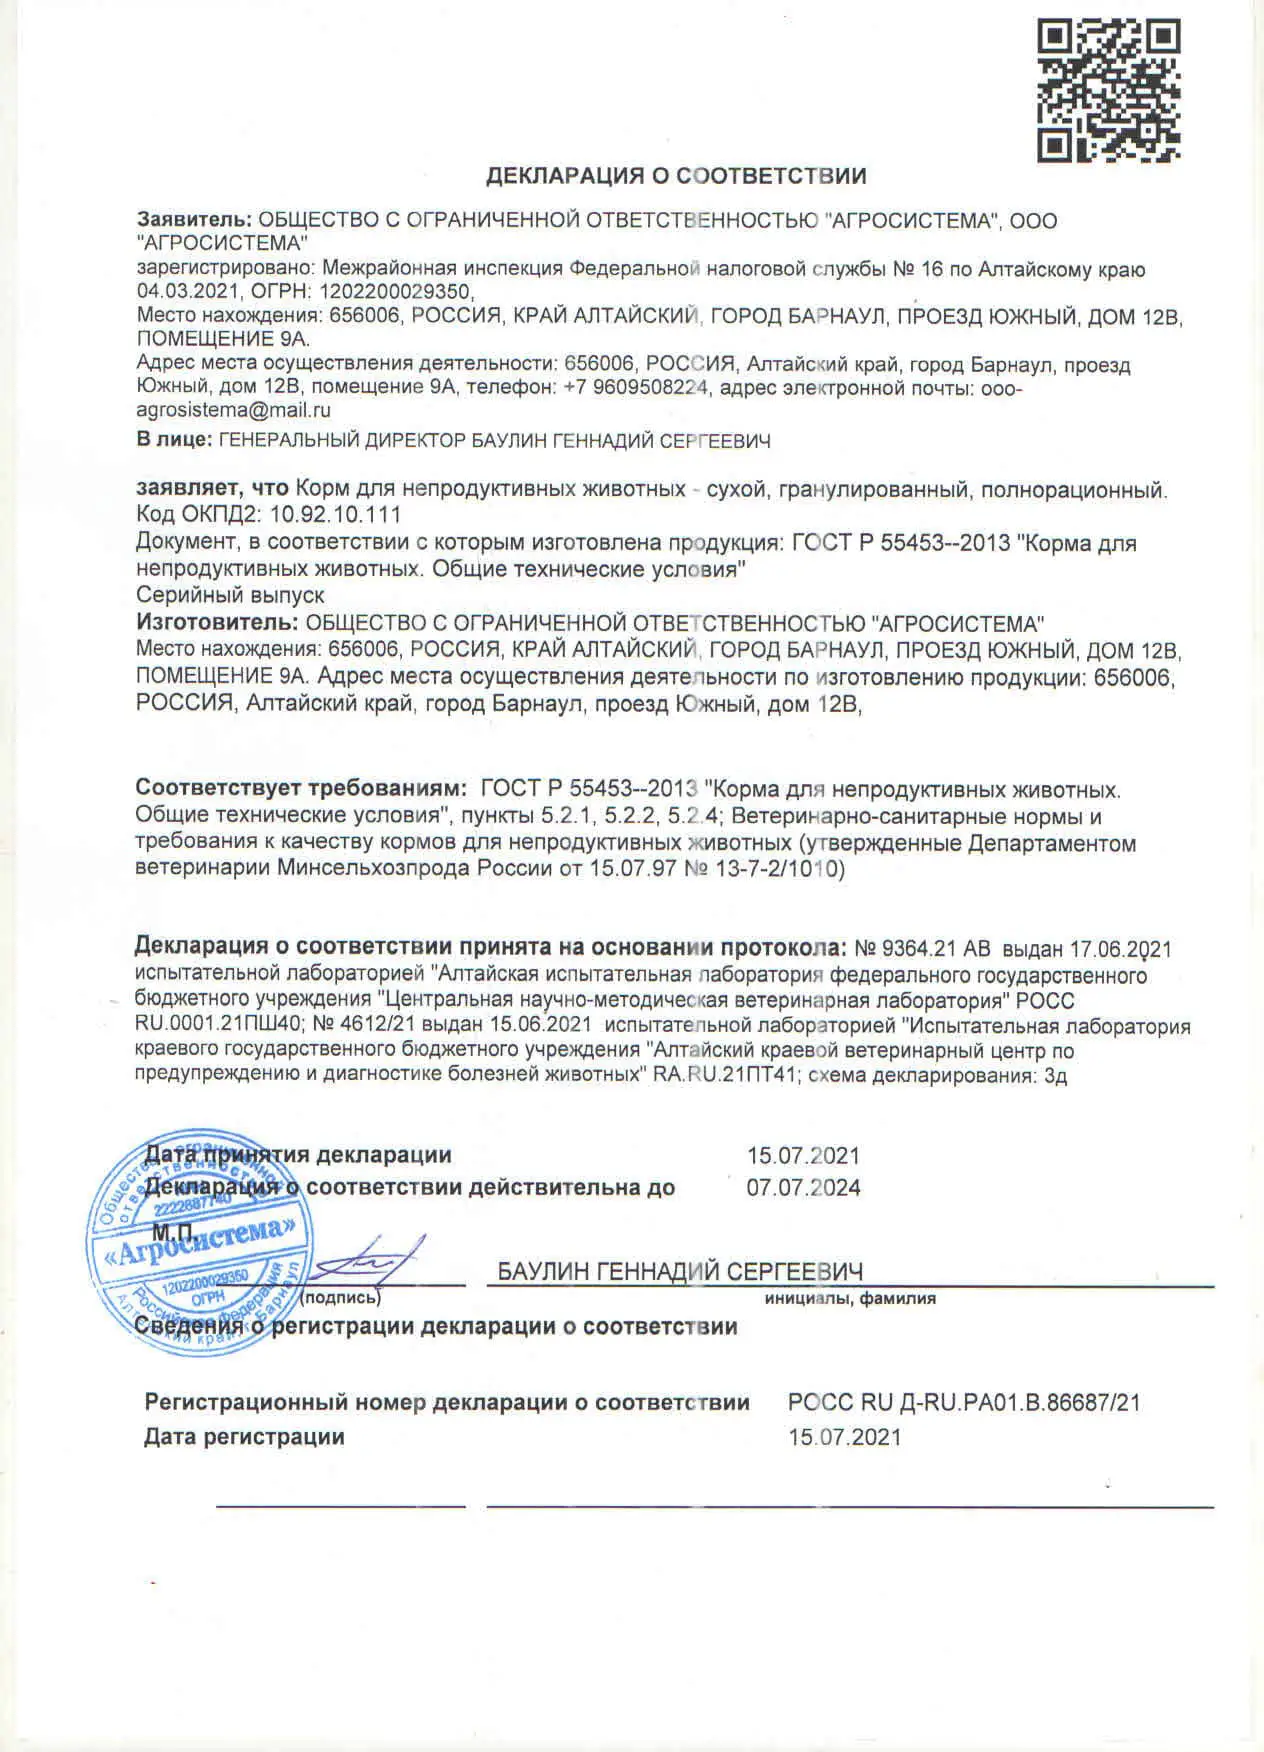 ДЕКЛАРАЦИЯ О СООТВЕТСТВИИ
Заявитель: ОБЩЕСТВО С ОГРАНИЧЕННОЙ ОТВЕТСТВЕННОСТЬЮ "АГРОСИСТЕМА", ООО
"АГРОСИСТЕМА"
зарегистрировано: Межрайонная инспекция Федеральной налоговой службы № 16 по Алтайскому краю
04.03.2021, ОГРН: 1202200029350,
Место нахождения: 656006, РОССИЯ, КРАЙ АЛТАЙСКИЙ, ГОРОД БАРНАУЛ, ПРОЕЗД ЮЖНЫЙ, ДОМ 12В,
ПОМЕЩЕНИЕ 9А.
Адрес места осуществления деятельности: 656006, РОССИЯ, Алтайский край, город Барнаул, проезд
Южный, дом 12В, помещение 9А, телефон: +7 9609508224, адрес электронной почты: ооо-
agrosistema@mail.ru
В лице: ГЕНЕРАЛЬНЫЙ ДИРЕКТОР БАУЛИН ГЕННАДИЙ СЕРГЕЕВИЧ
заявляет, что Корм для непродуктивных животных - сухой, гранулированный, полнорационный.
Код ОКПД2: 10.92.10.111
Документ, в соответствии с которым изготовлена продукция: ГОСТ Р 55453--2013 "Корма для
непродуктивных животных. Общие технические условия"
Серийный выпуск
Изготовитель: ОБЩЕСТВО С ОГРАНИЧЕННОЙ ОТВЕТСТВЕННОСТЬЮ "АГРОСИСТЕМА"
Место нахождения: 656006, РОССИЯ, КРАЙ АЛТАЙСКИЙ, ГОРОД БАРНАУЛ, ПРОЕЗД ЮЖНЫЙ, ДОМ 12В,
ПОМЕЩЕНИЕ 9А. Адрес места осуществления деятельности по изготовлению продукции: 656006,
РОССИЯ, Алтайский край, город Барнаул, проезд Южный, дом 12В,
Соответствует требованиям: ГОСТ Р 55453--2013 "Корма для непродуктивных животных.
Общие технические условия", пункты 5.2.1, 5.2.2, 5.2.4; Ветеринарно-санитарные нормы и
требования к качеству кормов для непродуктивных животных (утвержденные Департаментом
ветеринарии Минсельхозпрода России от 15.07.97 № 13-7-2/1010)
Декларация о соответствии принята на основании протокола: № 9364.21 АВ выдан 17.06.2021
испытательной лабораторией "Алтайская испытательная лаборатория федерального государственного
бюджетного учреждения "Центральная научно-методическая ветеринарная лаборатория" РОСС
RU.0001.21ПШ40; № 4612/21 выдан 15.06.2021 испытательной лабораторией "Испытательная лаборатория
краевого государственного бюджетного учреждения "Алтайский краевой ветеринарный центр по
предупреждению и диагностике болезней животных" RA.RU.21ПТ41; схема декларирования: 3д
Дата принятия декларации 15.07.2021
Декларация о соответствии действительна до 07.07.2024
М.П.
Общество с ограниченной
ответственностью
2222887740
«Агросистема»
1202200029350
ОГРН
Российская Федерация
Алтайский край г. Барнаул
БАУЛИН ГЕННАДИЙ СЕРГЕЕВИЧ
(подпись) инициалы, фамилия
Сведения о регистрации декларации о соответствии
Регистрационный номер декларации о соответствии РОСС RU Д-RU.РА01.В.86687/21
Дата регистрации 15.07.2021